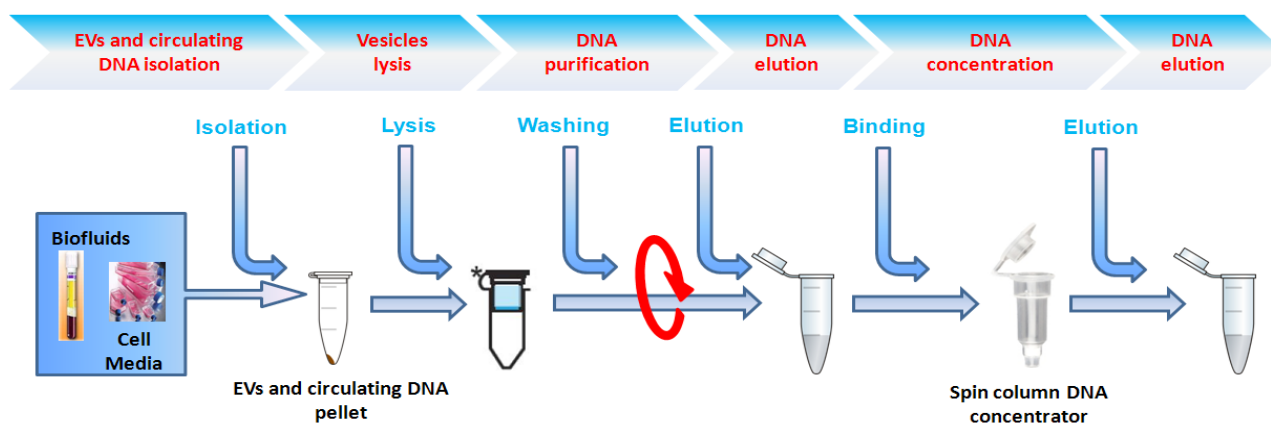 EVs and circulating
DNA isolation
Vesicles
lysis
DNA
purification
DNA
elution
DNA
concentration
DNA
elution
Isolation
Lysis
Washing
Elution
Binding
Elution
Biofluids
Cell
Media
*
EVs and circulating DNA
pellet
Spin column DNA
concentrator